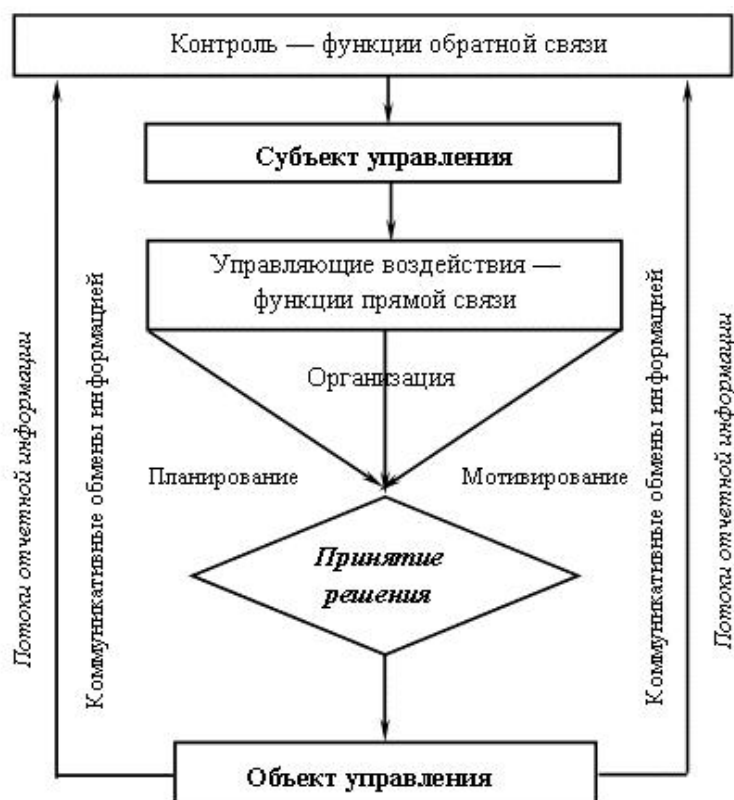 Контроль — функции обратной связи
Субъект управления
Управляющие воздействия —
функции прямой связи
Организация
Планирование
Мотивирование
Принятие
решения
Объект управления
Потоки отчетной информации
Коммуникативные обмены информацией
Коммуникативные обмены информацией
Потоки отчетной информации